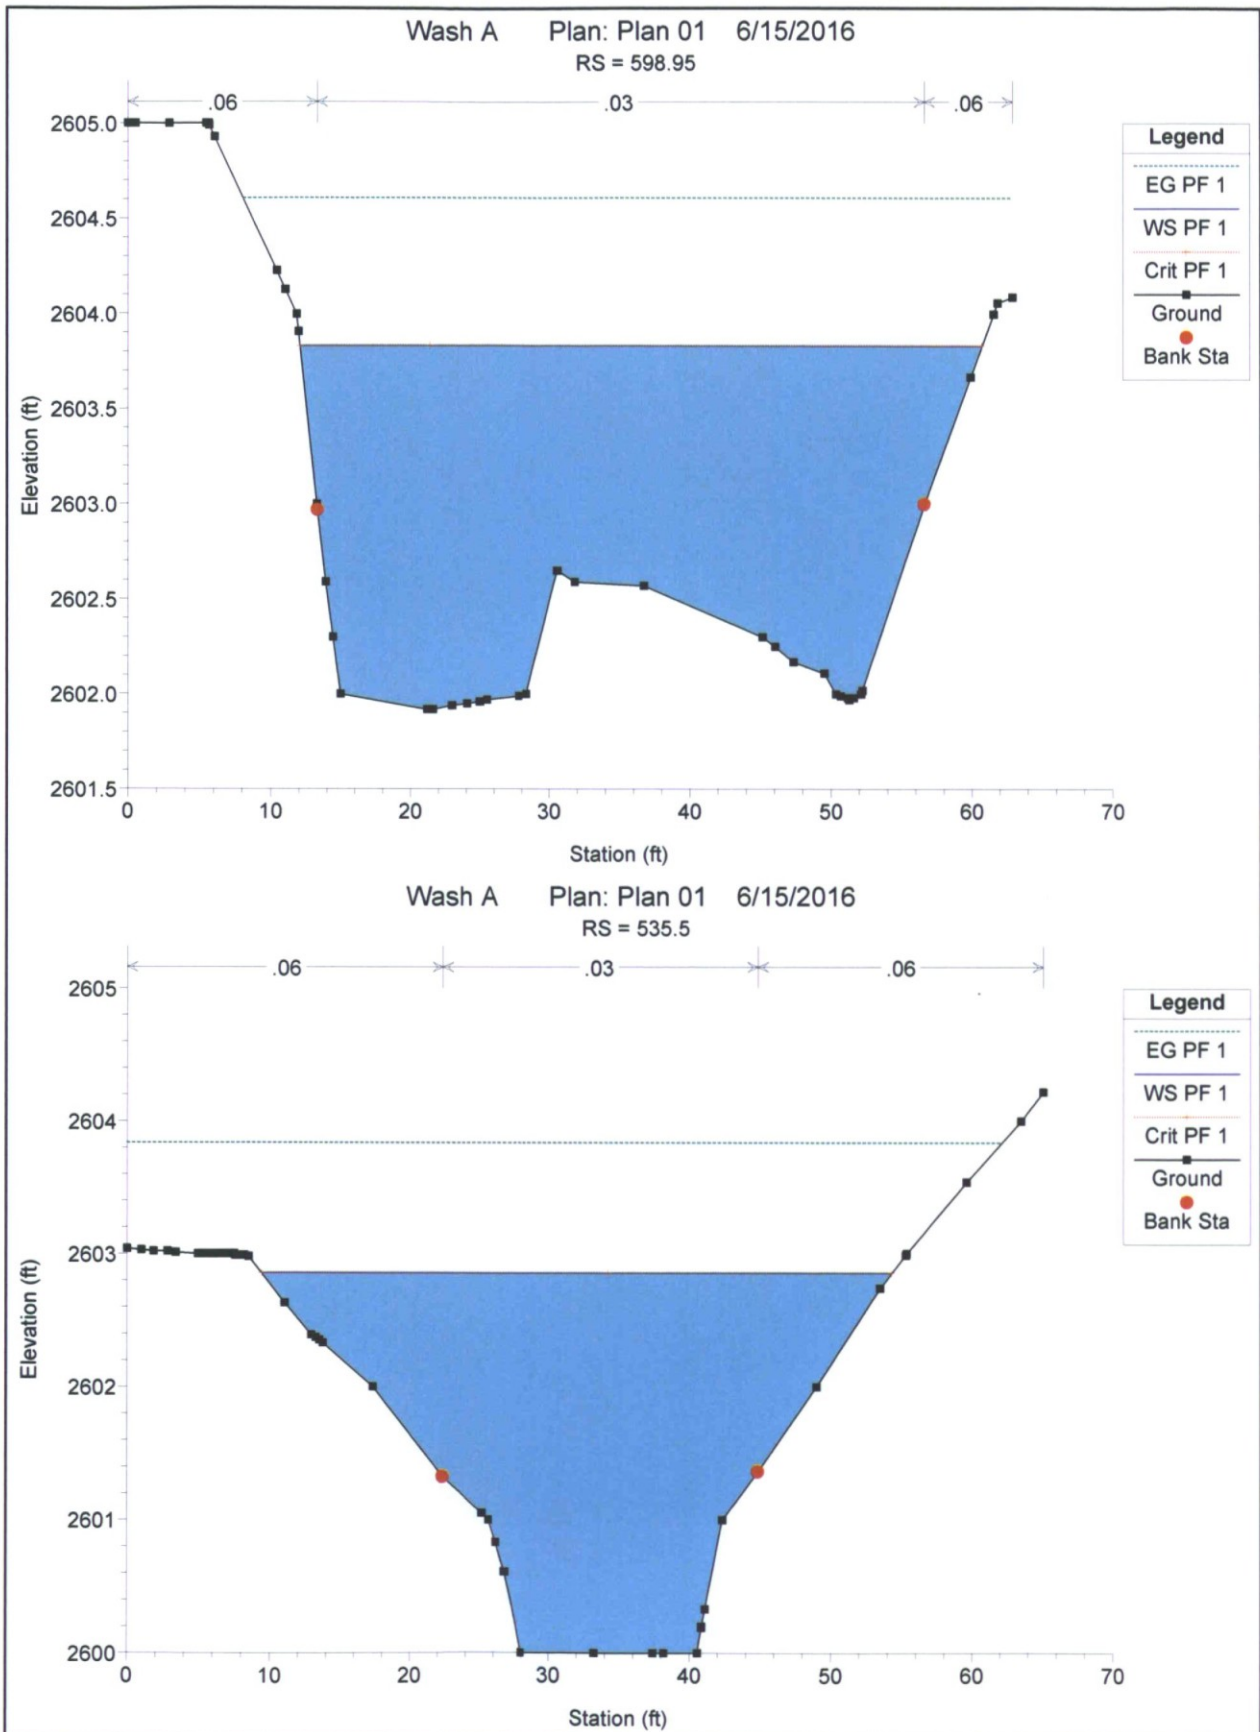 Wash A Plan: Plan 01 6/15/2016
RS = 598.95
.06 .03 .06
2605.0
2604.5
2604.0
2603.5
2603.0
2602.5
2602.0
2601.5
Elevation (ft)
0 10 20 30 40 50 60 70
Station (ft)
Legend
EG PF 1
WS PF 1
Crit PF 1
Ground
Bank Sta
Wash A Plan: Plan 01 6/15/2016
RS = 535.5
.06 .03 .06
2605
2604
2603
2602
2601
2600
Elevation (ft)
0 10 20 30 40 50 60 70
Station (ft)
Legend
EG PF 1
WS PF 1
Crit PF 1
Ground
Bank Sta